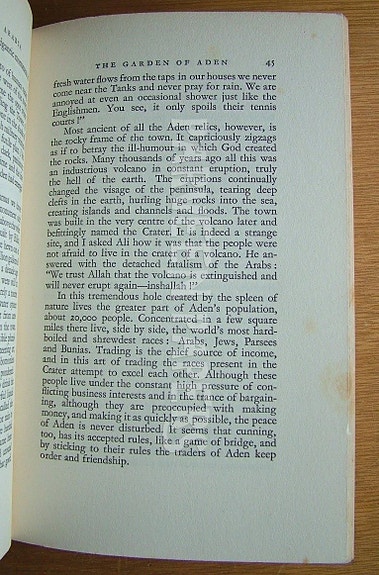 THE GARDEN OF ADEN 45
fresh water flows from the taps in our houses we never
come near the Tanks and never pray for rain. We are
annoyed at even an occasional shower just like the
Englishmen. You see, it only spoils their tennis
courts !"
Most ancient of all the Aden relics, however, is
the rocky frame of the town. It capriciously zigzags
as if to betray the ill-humour in which God created
the rocks. Many thousands of years ago all this was
an industrious volcano in constant eruption, truly
the hell of the earth. The eruptions continually
changed the visage of the peninsula, tearing deep
clefts in the earth, hurling huge rocks into the sea,
creating islands and channels and floods. The town
was built in the very centre of the volcano later and
befittingly named the Crater. It is indeed a strange
site, and I asked Ali how it was that the people were
not afraid to live in the crater of a volcano. He an-
swered with the detached fatalism of the Arabs :
"We trust Allah that the volcano is extinguished and
will never erupt again—inshallah !"
In this tremendous hole created by the spleen of
nature lives the greater part of Aden's population,
about 20,000 people. Concentrated in a few square
miles there live, side by side, the world's most hard-
boiled and shrewdest races : Arabs, Jews, Parsees
and Bunias. Trading is the chief source of income,
and in this art of trading the races present in the
Crater attempt to excel each other. Although these
people live under the constant high pressure of con-
flicting business interests and in the trance of bargain-
ing, although they are preoccupied with making
money, and making it as quickly as possible, the peace
of Aden is never disturbed. It seems that cunning,
too, has its accepted rules, like a game of bridge, and
by sticking to their rules the traders of Aden keep
order and friendship.